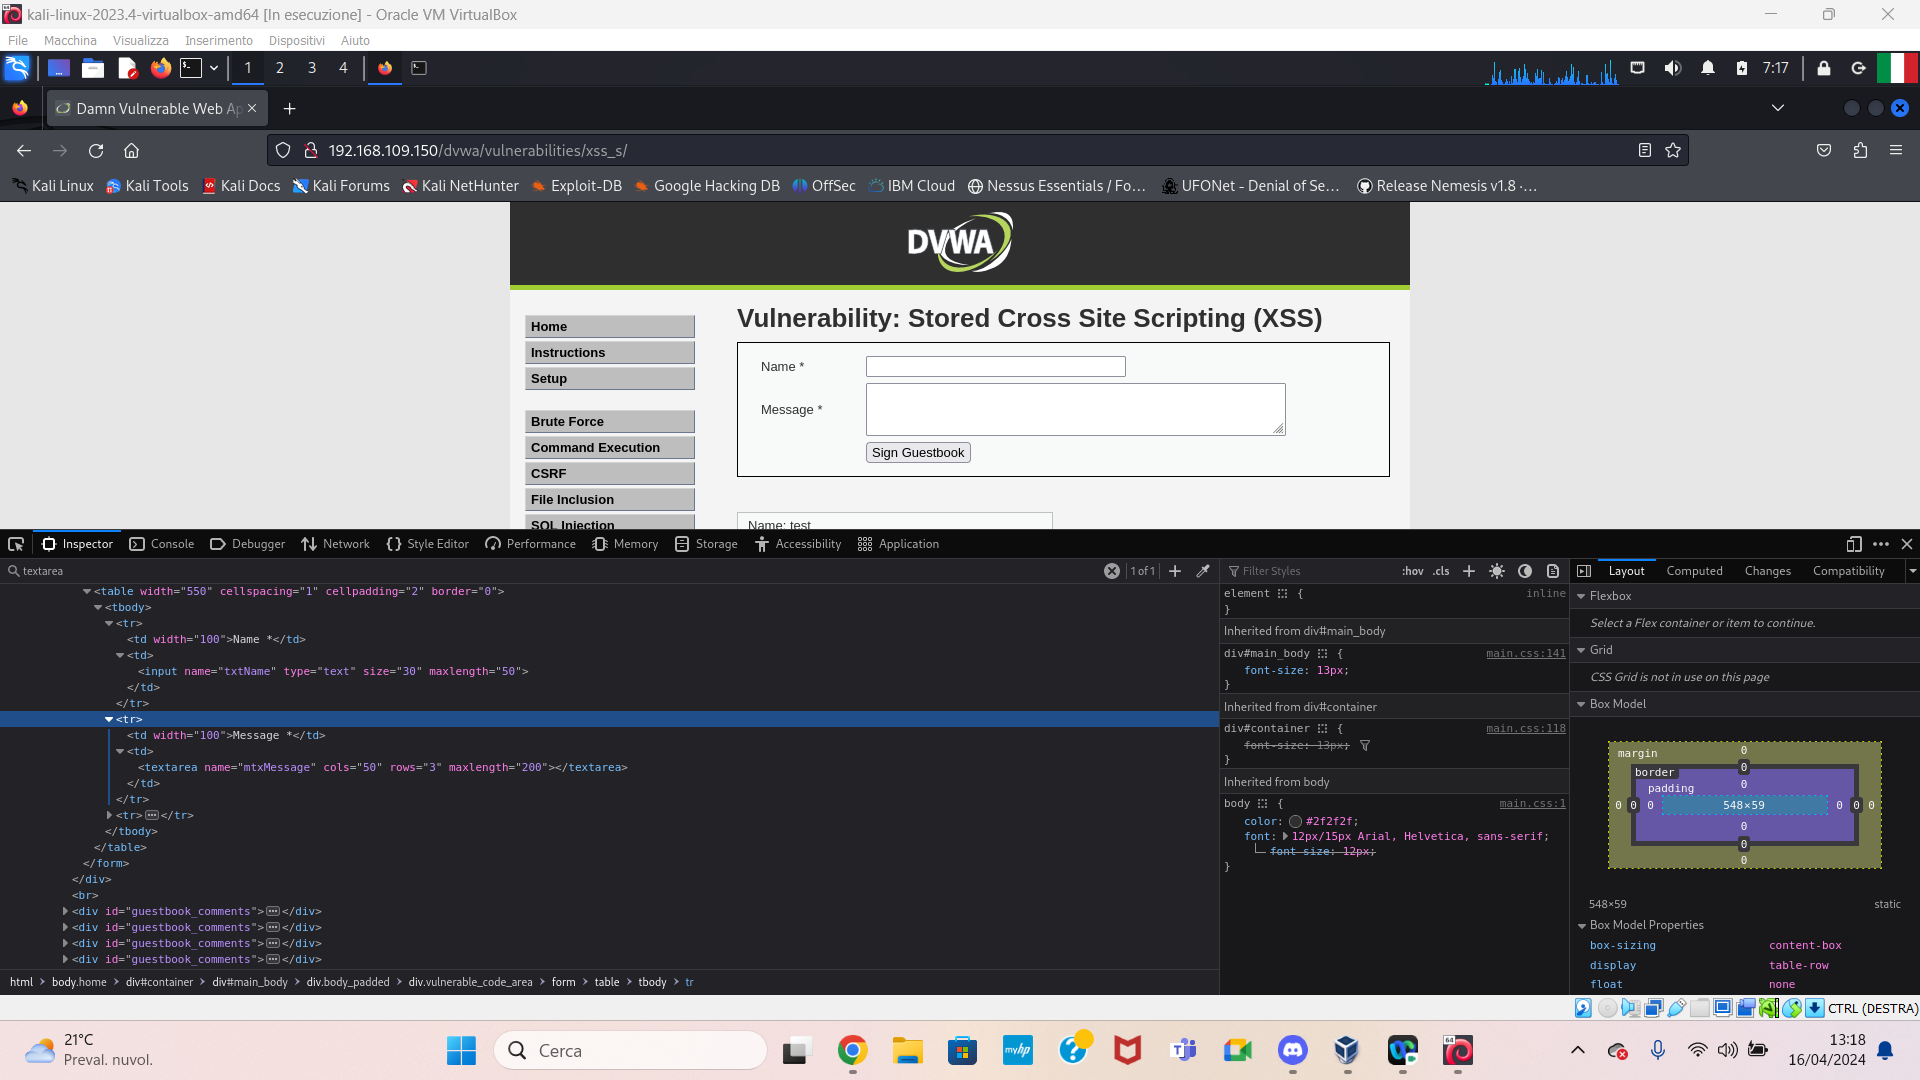 kali-linux-2023.4-virtualbox-amd64 [In esecuzione] - Oracle VM VirtualBox
File Macchina Visualizza Inserimento Dispositivi Aiuto
1 2 3 4 7:17
Damn Vulnerable Web Ap
192.168.109.150/dvwa/vulnerabilities/xss_s/
Kali Linux Kali Tools Kali Docs Kali Forums Kali NetHunter Exploit-DB Google Hacking DB OffSec IBM Cloud Nessus Essentials / Fo… UFONet - Denial of Se… Release Nemesis v1.8 ·…
DVWA
Home
Instructions
Setup
Brute Force
Command Execution
CSRF
File Inclusion
SQL Injection
Vulnerability: Stored Cross Site Scripting (XSS)
Name *
Message *
Sign Guestbook
Name: test
Inspector Console Debugger Network Style Editor Performance Memory Storage Accessibility Application
textarea 1 of 1
<table width="550" cellspacing="1" cellpadding="2" border="0">
<tbody>
<tr>
<td width="100">Name *</td>
<td>
<input name="txtName" type="text" size="30" maxlength="50">
</td>
</tr>
<tr>
<td width="100">Message *</td>
<td>
<textarea name="mtxMessage" cols="50" rows="3" maxlength="200"></textarea>
</td>
</tr>
<tr>…</tr>
</tbody>
</table>
</form>
</div>
<br>
<div id="guestbook_comments">…</div>
<div id="guestbook_comments">…</div>
<div id="guestbook_comments">…</div>
<div id="guestbook_comments">…</div>
html > body.home > div#container > div#main_body > div.body_padded > div.vulnerable_code_area > form > table > tbody > tr
Filter Styles :hov .cls
element { inline
}
Inherited from div#main_body
div#main_body { main.css:141
font-size: 13px;
}
Inherited from div#container
div#container { main.css:118
font-size: 13px;
}
Inherited from body
body { main.css:1
color: #2f2f2f;
font: 12px/15px Arial, Helvetica, sans-serif;
font-size: 12px;
}
Layout Computed Changes Compatibility
Flexbox
Select a Flex container or item to continue.
Grid
CSS Grid is not in use on this page
Box Model
margin 0
border 0
padding 0
0 0 0 548×59 0 0 0
0
0
0
548×59 static
Box Model Properties
box-sizing content-box
display table-row
float none
CTRL (DESTRA)
21°C
Preval. nuvol.
Cerca
myhp
64
13:18
16/04/2024